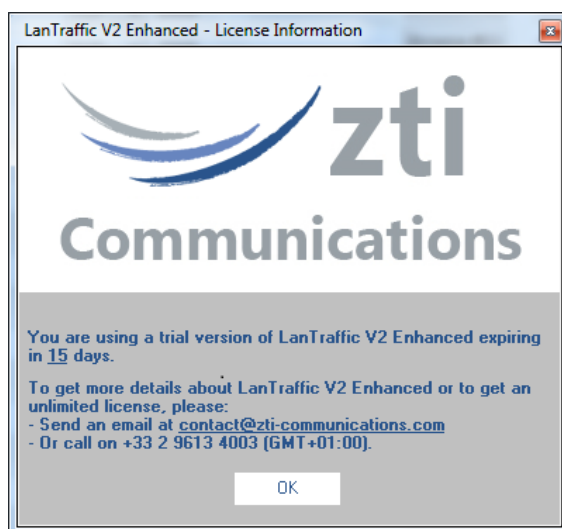 LanTraffic V2 Enhanced - License Information
zti
Communications
You are using a trial version of LanTraffic V2 Enhanced expiring
in 15 days.
To get more details about LanTraffic V2 Enhanced or to get an
unlimited license, please:
- Send an email at contact@zti-communications.com
- Or call on +33 2 9613 4003 (GMT+01:00).
OK